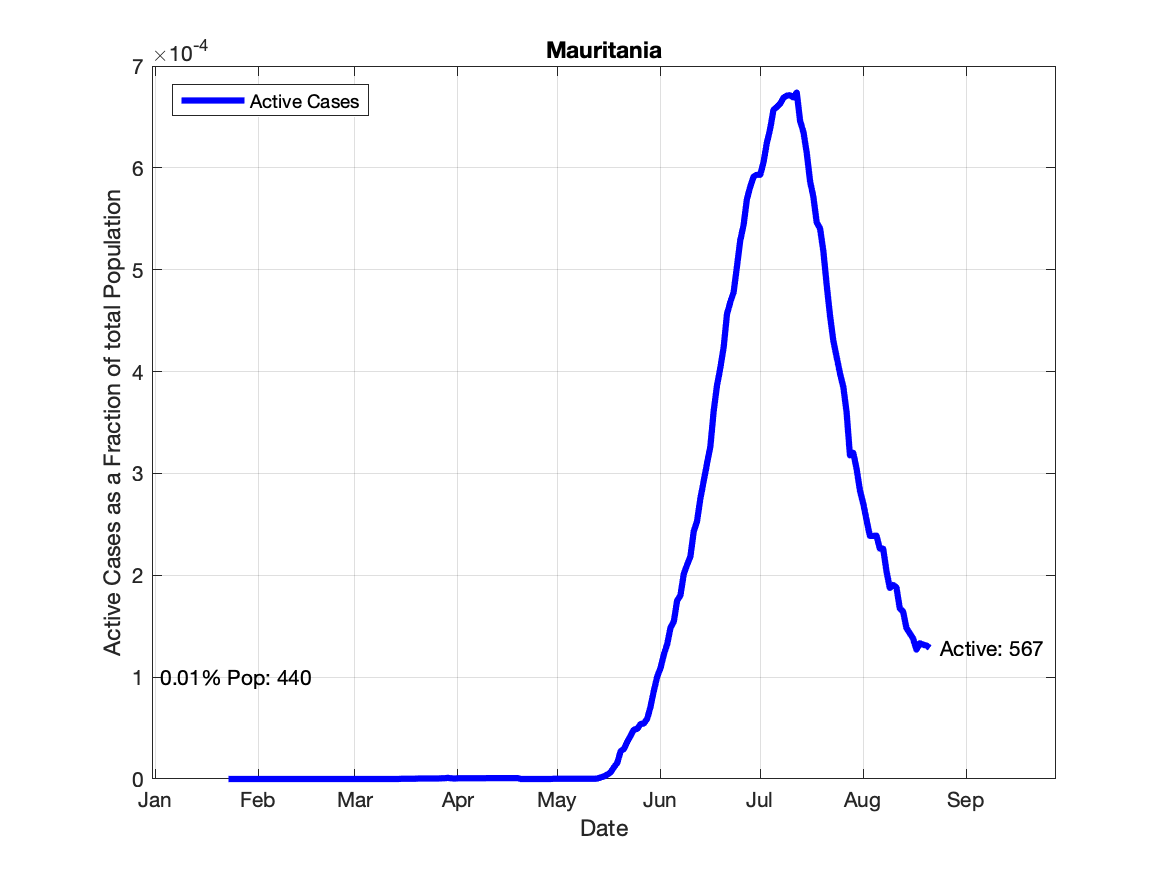 Mauritania
×10-4
Active Cases
7
6
5
4
3
2
1
0
Active Cases as a Fraction of total Population
0.01% Pop: 440
Active: 567
Jan Feb Mar Apr May Jun Jul Aug Sep
Date